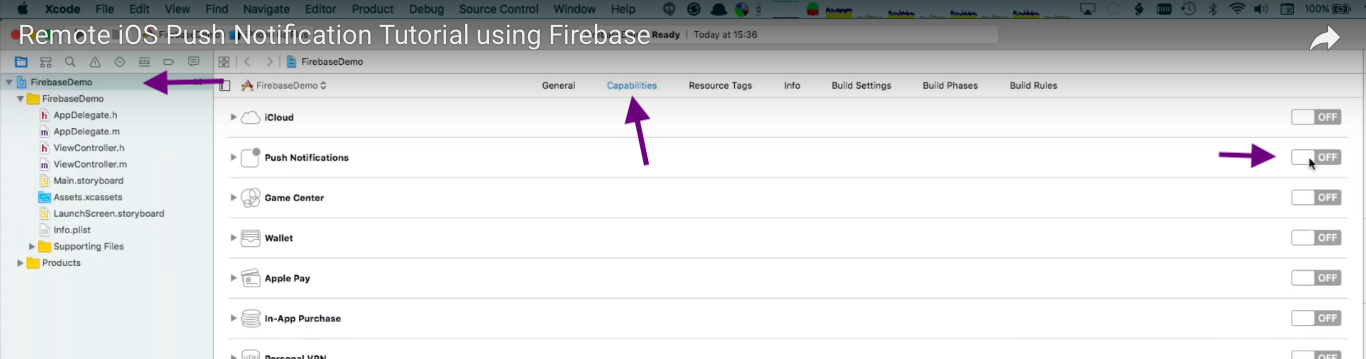 Xcode File Edit View Find Navigate Editor Product Debug Source Control Window Help 100%
Remote iOS Push Notification Tutorial using Firebase
Ready Today at 15:36
FirebaseDemo
FirebaseDemo
FirebaseDemo General Capabilities Resource Tags Info Build Settings Build Phases Build Rules
FirebaseDemo
h AppDelegate.h
m AppDelegate.m
h ViewController.h
m ViewController.m
Main.storyboard
Assets.xcassets
LaunchScreen.storyboard
Info.plist
Supporting Files
Products
iCloud OFF
Push Notifications OFF
Game Center OFF
Wallet OFF
Apple Pay OFF
In-App Purchase OFF
Personal VPN OFF